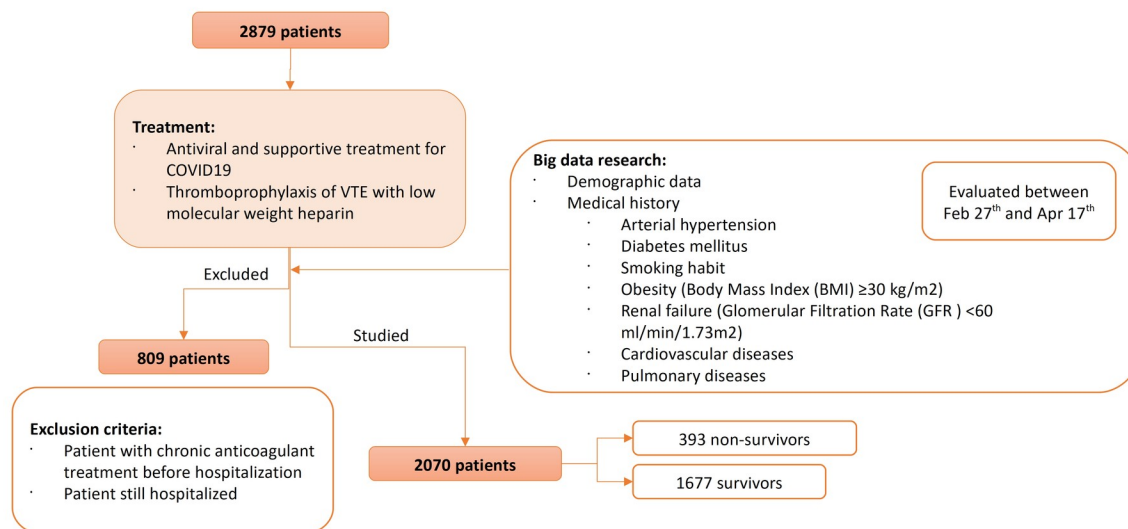 2879 patients
Treatment:
· Antiviral and supportive treatment for
COVID19
· Thromboprophylaxis of VTE with low
molecular weight heparin
Big data research:
· Demographic data
· Medical history
· Arterial hypertension
· Diabetes mellitus
· Smoking habit
· Obesity (Body Mass Index (BMI) ≥30 kg/m2)
· Renal failure (Glomerular Filtration Rate (GFR ) <60
ml/min/1.73m2)
· Cardiovascular diseases
· Pulmonary diseases
Evaluated between
Feb 27th and Apr 17th
Excluded
Studied
809 patients
Exclusion criteria:
· Patient with chronic anticoagulant
treatment before hospitalization
· Patient still hospitalized
2070 patients
393 non-survivors
1677 survivors